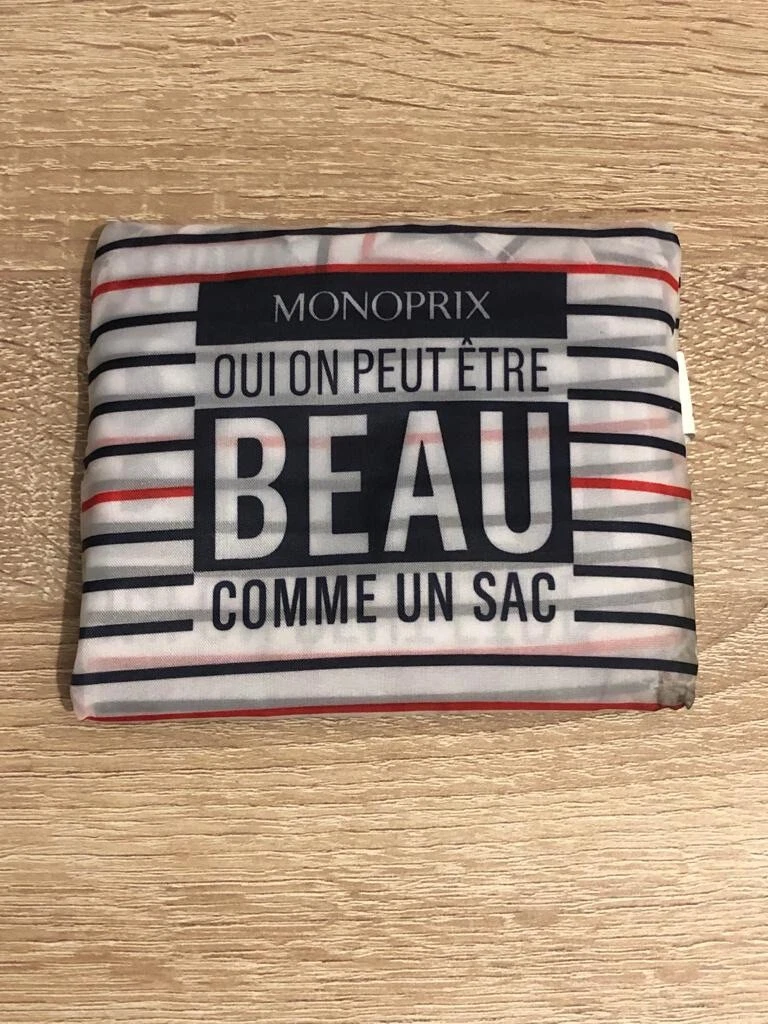 MONOPRIX
OUI ON PEUT ÊTRE
BEAU
COMME UN SAC